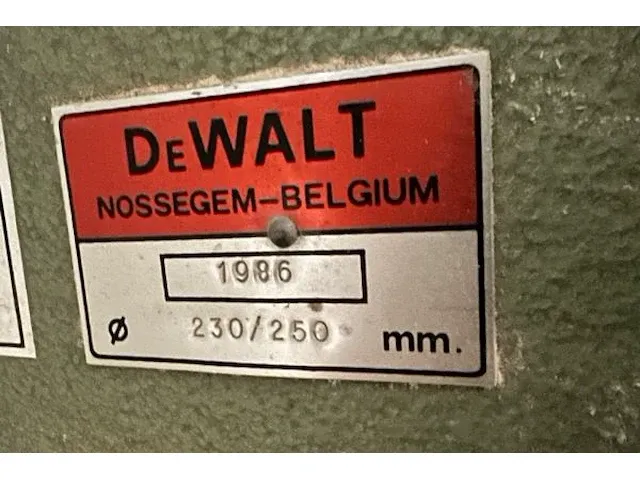 DEWALT
NOSSEGEM-BELGIUM
1986
Ø 230/250 mm.